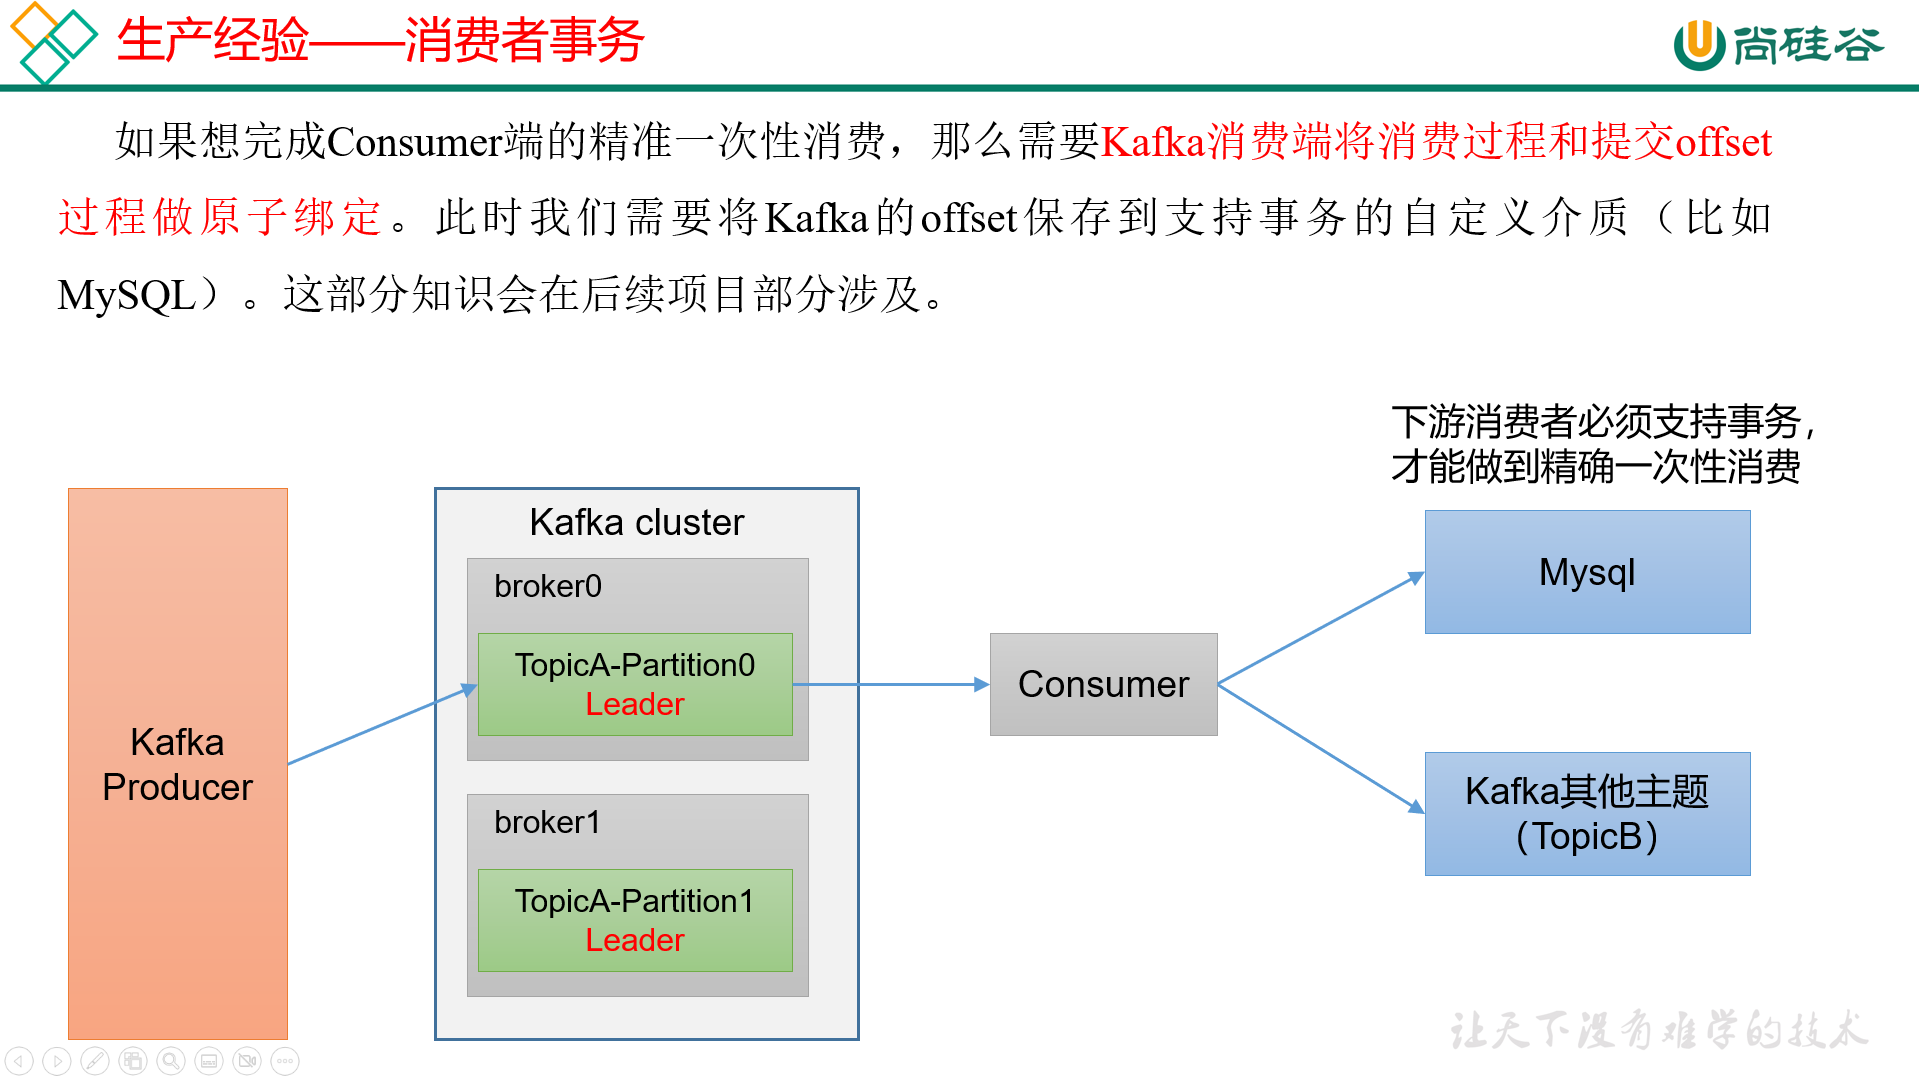 生产经验——消费者事务
尚硅谷
如果想完成Consumer端的精准一次性消费，那么需要Kafka消费端将消费过程和提交offset
过程做原子绑定。此时我们需要将Kafka的offset保存到支持事务的自定义介质（比如
MySQL）。这部分知识会在后续项目部分涉及。
下游消费者必须支持事务，
才能做到精确一次性消费
Kafka
Producer
Kafka cluster
broker0
TopicA-Partition0
Leader
broker1
TopicA-Partition1
Leader
Consumer
Mysql
Kafka其他主题
（TopicB）
让天下没有难学的技术